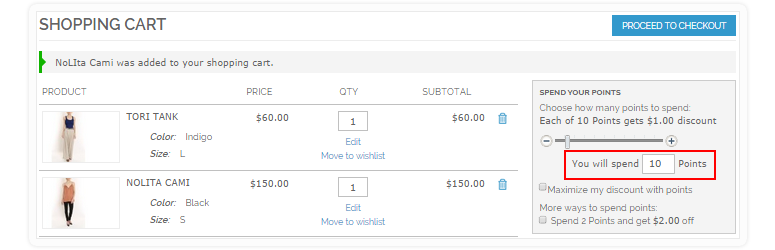 SHOPPING CART
PROCEED TO CHECKOUT
NoLIta Cami was added to your shopping cart.
PRODUCT PRICE QTY SUBTOTAL
TORI TANK $60.00 1 $60.00
Color: Indigo
Size: L
Edit
Move to wishlist
NOLITA CAMI $150.00 1 $150.00
Color: Black
Size: S
Edit
Move to wishlist
SPEND YOUR POINTS
Choose how many points to spend:
Each of 10 Points gets $1.00 discount
You will spend 10 Points
Maximize my discount with points
More ways to spend points:
Spend 2 Points and get $2.00 off